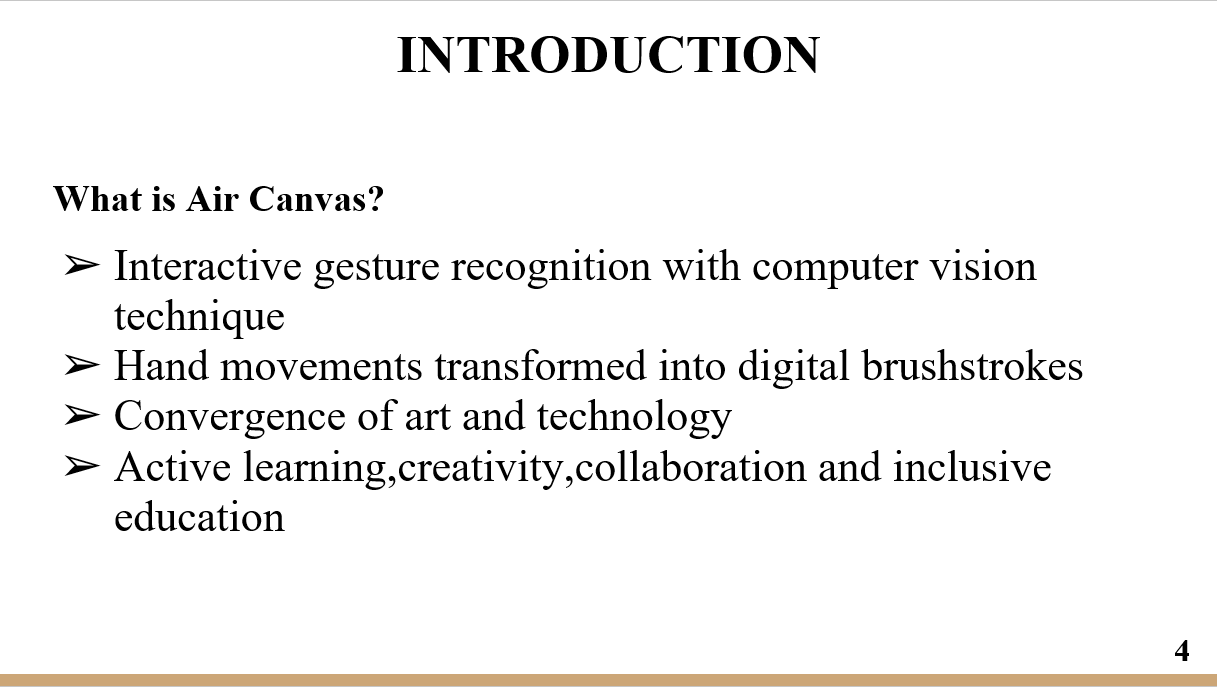 INTRODUCTION
What is Air Canvas?
➢ Interactive gesture recognition with computer vision
technique
➢ Hand movements transformed into digital brushstrokes
➢ Convergence of art and technology
➢ Active learning,creativity,collaboration and inclusive
education
4